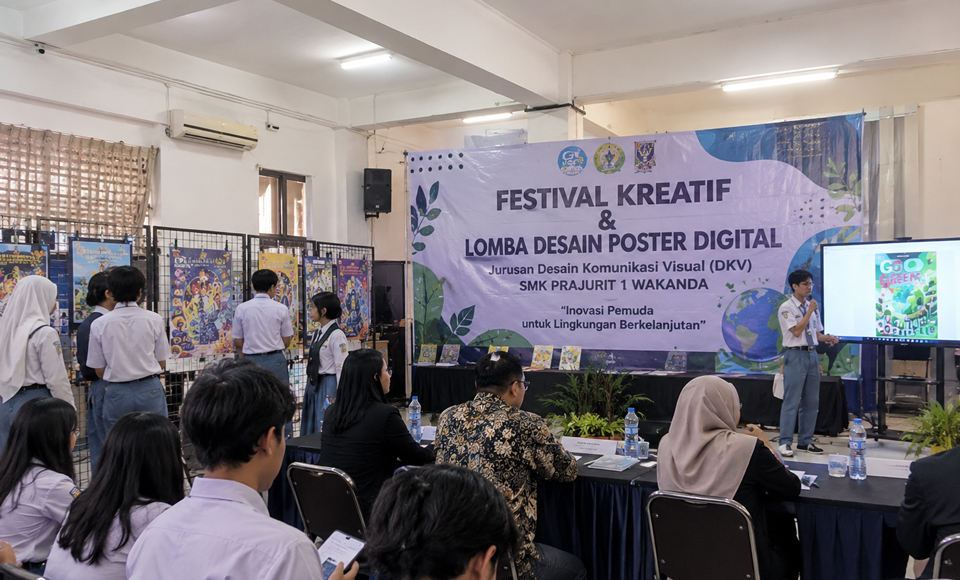 FESTIVAL KREATIF
&
LOMBA DESAIN POSTER DIGITAL
Jurusan Desain Komunikasi Visual (DKV)
SMK PRAJURIT 1 WAKANDA
“Inovasi Pemuda
untuk Lingkungan Berkelanjutan”
GREEN